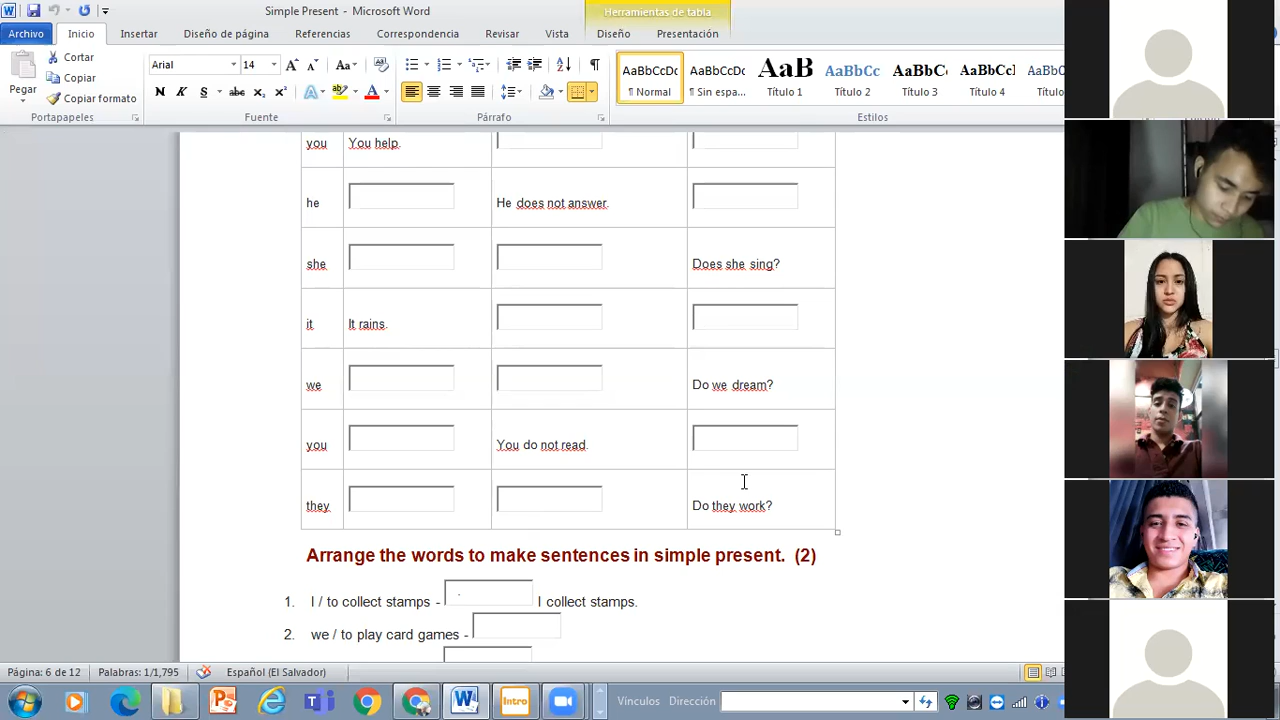 Simple Present - Microsoft Word
Herramientas de tabla
Archivo Inicio Insertar Diseño de página Referencias Correspondencia Revisar Vista Diseño Presentación
Pegar
Cortar
Copiar
Copiar formato
Portapapeles
Arial 14
Fuente
Párrafo
AaBbCcDc AaBbCcDc AaB AaBbCc AaBbCc AaBbCcI AaBbCcDc
¶ Normal ¶ Sin espa... Título 1 Título 2 Título 3 Título 4 Título
Estilos
you You help.
he He does not answer.
she Does she sing?
it It rains.
we Do we dream?
you You do not read.
they Do they work?
Arrange the words to make sentences in simple present. (2)
1. I / to collect stamps - . I collect stamps.
2. we / to play card games -
Página: 6 de 12 Palabras: 1/1,795 Español (El Salvador)
Intro Vínculos Dirección